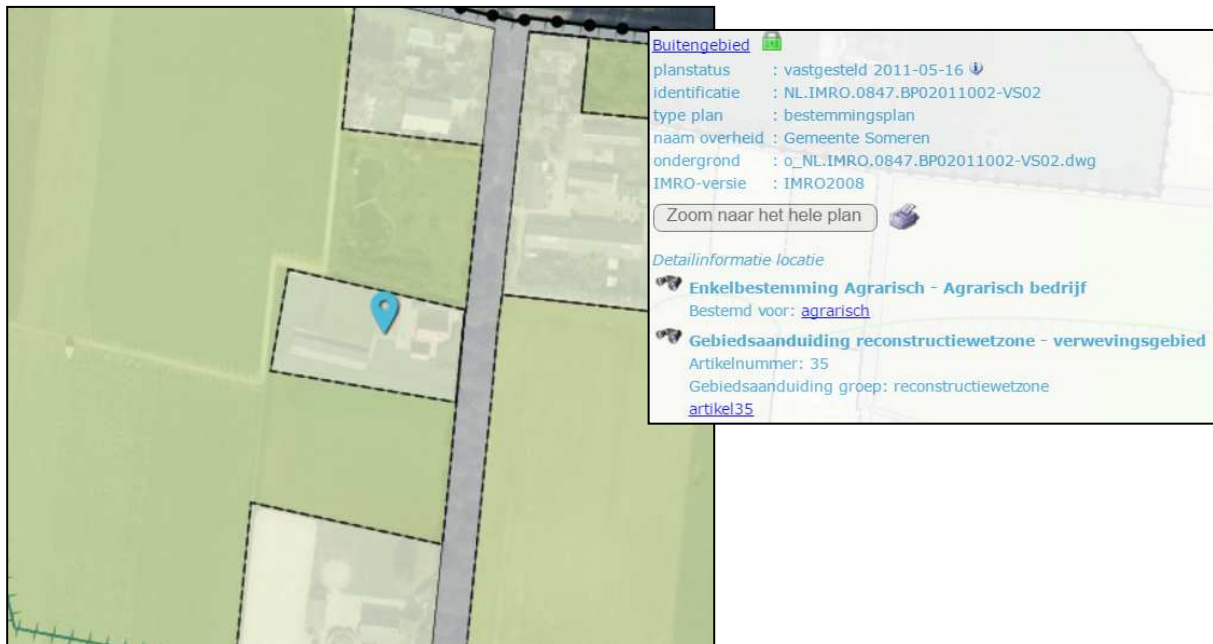 Buitengebied
planstatus : vastgesteld 2011-05-16
identificatie : NL.IMRO.0847.BP02011002-VS02
type plan : bestemmingsplan
naam overheid : Gemeente Someren
ondergrond : o_NL.IMRO.0847.BP02011002-VS02.dwg
IMRO-versie : IMRO2008
Zoom naar het hele plan
Detailinformatie locatie
Enkelbestemming Agrarisch - Agrarisch bedrijf
Bestemd voor: agrarisch
Gebiedsaanduiding reconstructiewetzone - verwevingsgebied
Artikelnummer: 35
Gebiedsaanduiding groep: reconstructiewetzone
artikel35